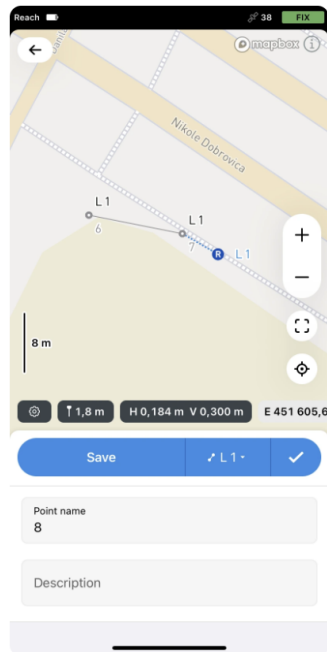 Reach 38 FIX
mapbox
Nikole Dobrovica
L 1
L 1
6
7
R L 1
8 m
1,8 m H 0,184 m V 0,300 m E 451 605,6
Save L 1
Point name
8
Description